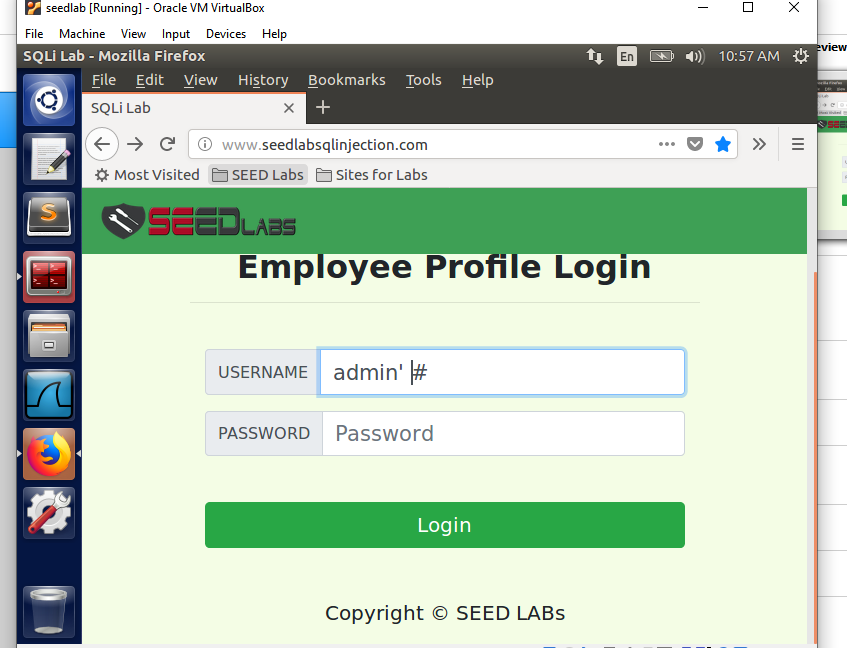 seedlab [Running] - Oracle VM VirtualBox
File Machine View Input Devices Help
SQLi Lab - Mozilla Firefox En 10:57 AM
File Edit View History Bookmarks Tools Help
SQLi Lab
www.seedlabsqlinjection.com
Most Visited SEED Labs Sites for Labs
SEEDLABS
Employee Profile Login
USERNAME admin' #
PASSWORD Password
Login
Copyright © SEED LABs